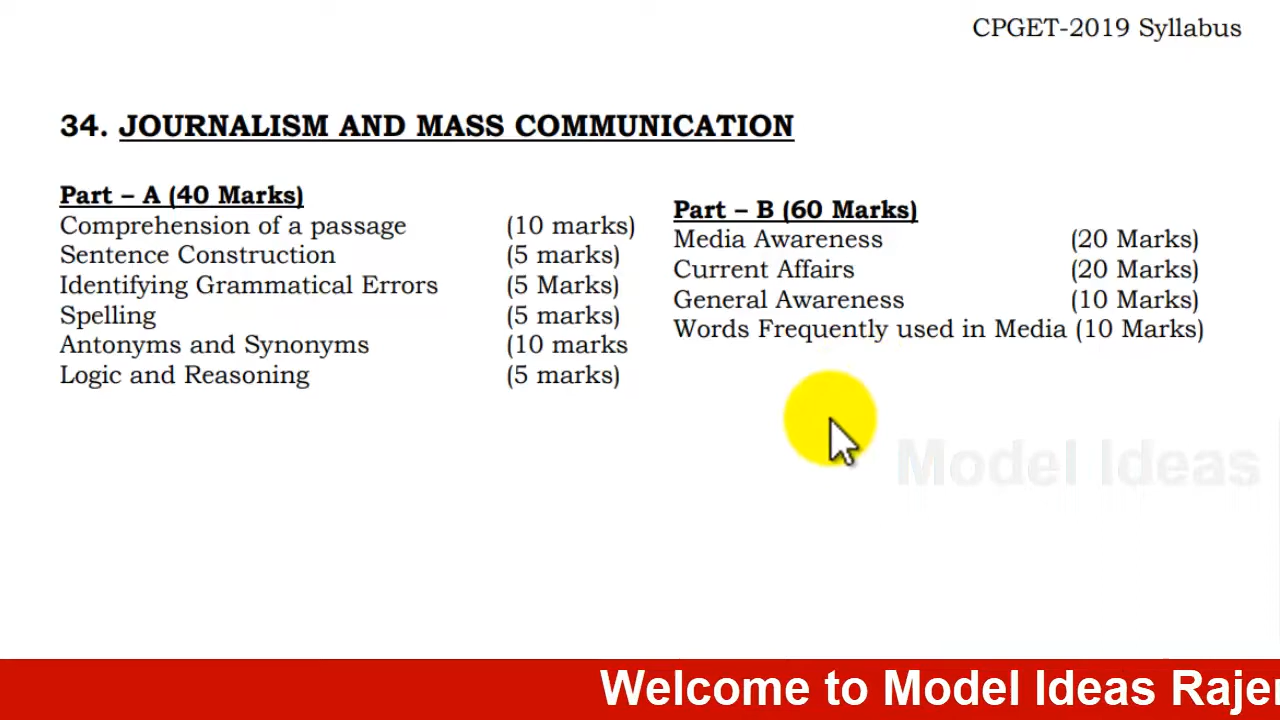 CPGET-2019 Syllabus
34. JOURNALISM AND MASS COMMUNICATION
Part – A (40 Marks)
Comprehension of a passage (10 marks)
Sentence Construction (5 marks)
Identifying Grammatical Errors (5 Marks)
Spelling (5 marks)
Antonyms and Synonyms (10 marks
Logic and Reasoning (5 marks)
Part – B (60 Marks)
Media Awareness (20 Marks)
Current Affairs (20 Marks)
General Awareness (10 Marks)
Words Frequently used in Media (10 Marks)
Model Ideas
Welcome to Model Ideas